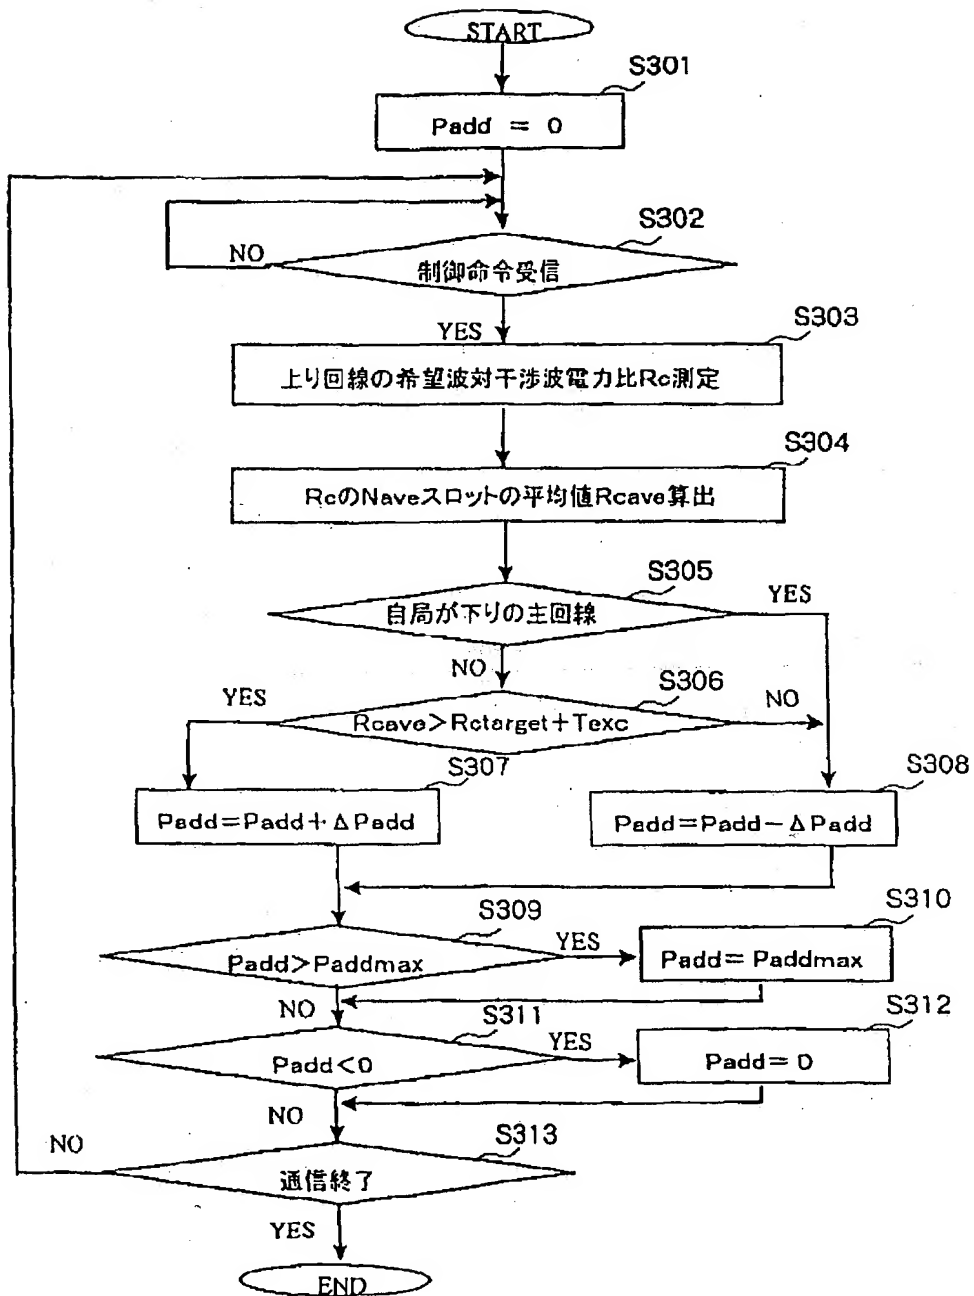 START
S301
Padd = 0
S302
NO
制御命令受信
YES
S303
上り回線の希望波対干渉波電力比Rc測定
S304
RcのNaveスロットの平均値Rcave算出
S305
YES
自局が下りの主回線
NO
S306
YES
NO
Rcave>Rctarget+Texc
S307
S308
Padd=Padd+ΔPadd
Padd=Padd−ΔPadd
S309
S310
YES
Padd>Paddmax
Padd=Paddmax
NO
S311
S312
YES
Padd<0
Padd=0
NO
S313
NO
通信終了
YES
END